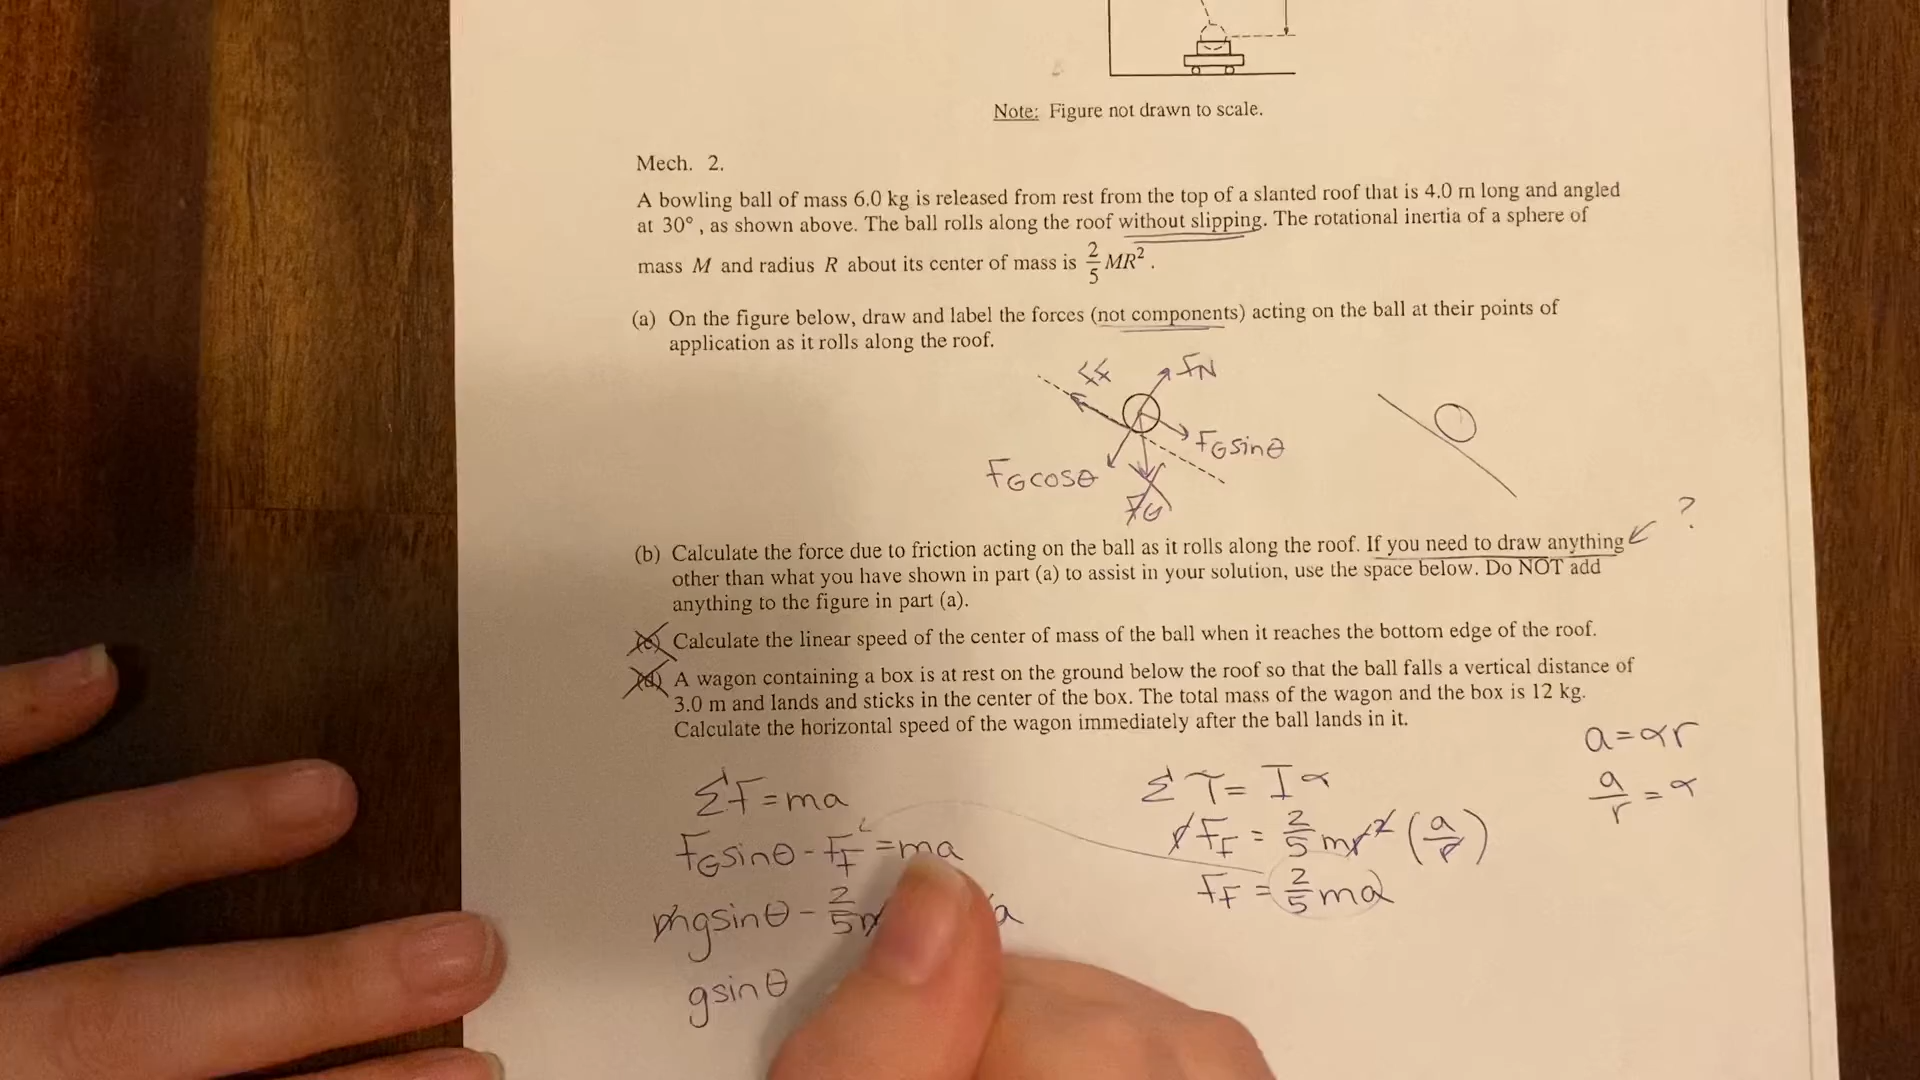 Note: Figure not drawn to scale.
Mech. 2.
A bowling ball of mass 6.0 kg is released from rest from the top of a slanted roof that is 4.0 m long and angled
at 30°, as shown above. The ball rolls along the roof without slipping. The rotational inertia of a sphere of
mass M and radius R about its center of mass is 2/5 MR².
(a) On the figure below, draw and label the forces (not components) acting on the ball at their points of
application as it rolls along the roof.
Ff
FN
FGsinθ
FGcosθ
FG
?
(b) Calculate the force due to friction acting on the ball as it rolls along the roof. If you need to draw anything
other than what you have shown in part (a) to assist in your solution, use the space below. Do NOT add
anything to the figure in part (a).
(c) Calculate the linear speed of the center of mass of the ball when it reaches the bottom edge of the roof.
(d) A wagon containing a box is at rest on the ground below the roof so that the ball falls a vertical distance of
3.0 m and lands and sticks in the center of the box. The total mass of the wagon and the box is 12 kg.
Calculate the horizontal speed of the wagon immediately after the ball lands in it.
ΣF = ma
FGsinθ - FF = ma
mgsinθ - 2/5 m a
gsinθ
Στ = Iα
rFF = 2/5 mr² (a/r)
FF = 2/5 ma
a = αr
a/r = α